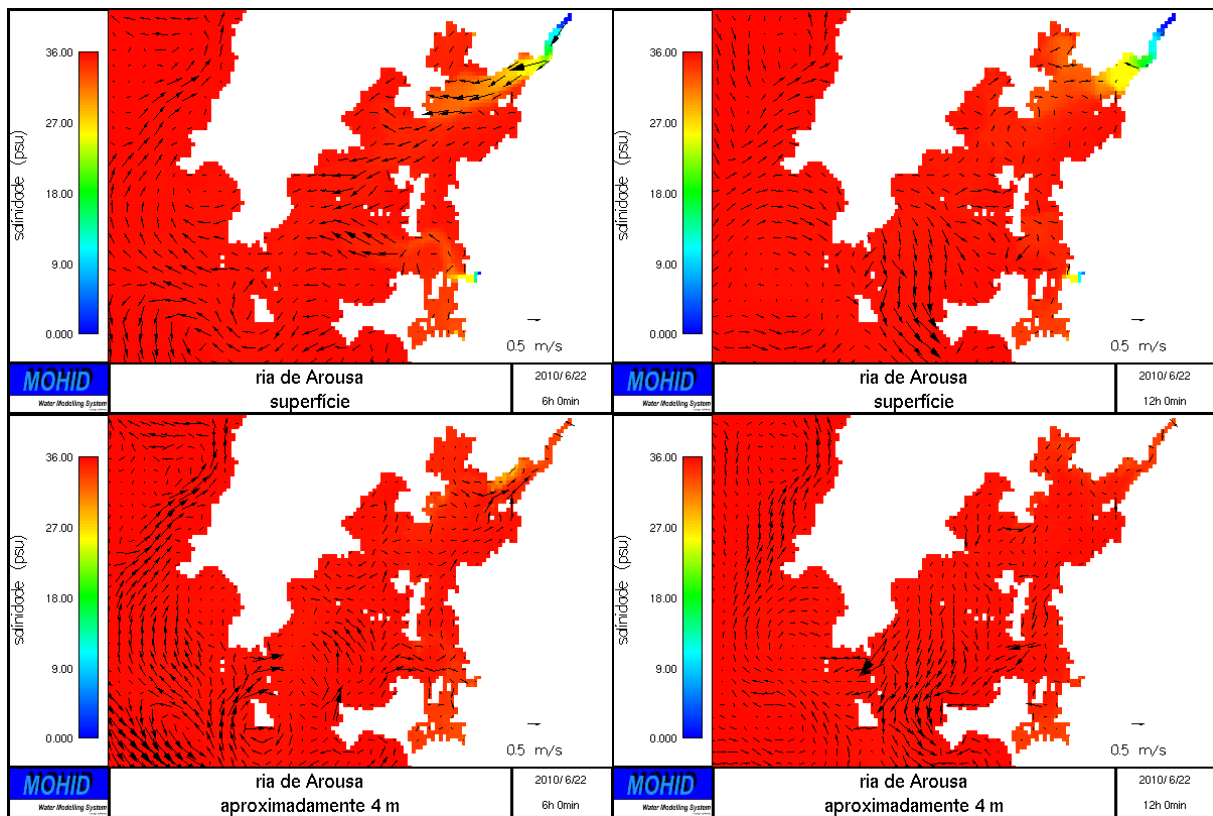 36.00
27.00
18.00
9.00
0.000
salinidade (psu)
0.5 m/s
MOHID
Water Modelling System
ria de Arousa
superfície
2010/ 6/22
6h 0min
36.00
27.00
18.00
9.00
0.000
salinidade (psu)
0.5 m/s
MOHID
Water Modelling System
ria de Arousa
superfície
2010/ 6/22
12h 0min
36.00
27.00
18.00
9.00
0.000
salinidade (psu)
0.5 m/s
MOHID
Water Modelling System
ria de Arousa
aproximadamente 4 m
2010/ 6/22
6h 0min
36.00
27.00
18.00
9.00
0.000
salinidade (psu)
0.5 m/s
MOHID
Water Modelling System
ria de Arousa
aproximadamente 4 m
2010/ 6/22
12h 0min